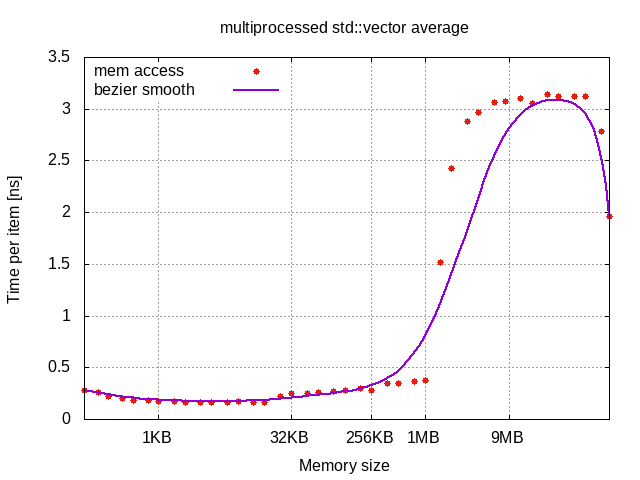 multiprocessed std::vector average
3.5
3
2.5
2
1.5
1
0.5
0
Time per item [ns]
mem access
bezier smooth
1KB 32KB 256KB 1MB 9MB
Memory size